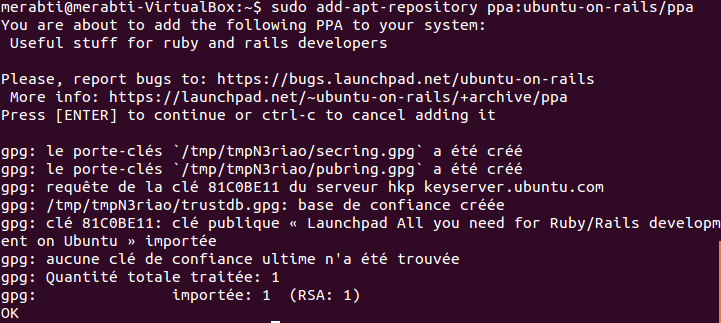 merabti@merabti-VirtualBox:~$ sudo add-apt-repository ppa:ubuntu-on-rails/ppa
You are about to add the following PPA to your system:
 Useful stuff for ruby and rails developers

Please, report bugs to: https://bugs.launchpad.net/ubuntu-on-rails
 More info: https://launchpad.net/~ubuntu-on-rails/+archive/ppa
Press [ENTER] to continue or ctrl-c to cancel adding it

gpg: le porte-clés `/tmp/tmpN3riao/secring.gpg` a été créé
gpg: le porte-clés `/tmp/tmpN3riao/pubring.gpg` a été créé
gpg: requête de la clé 81C0BE11 du serveur hkp keyserver.ubuntu.com
gpg: /tmp/tmpN3riao/trustdb.gpg: base de confiance créée
gpg: clé 81C0BE11: clé publique « Launchpad All you need for Ruby/Rails developm
ent on Ubuntu » importée
gpg: aucune clé de confiance ultime n'a été trouvée
gpg: Quantité totale traitée: 1
gpg:               importée: 1  (RSA: 1)
OK